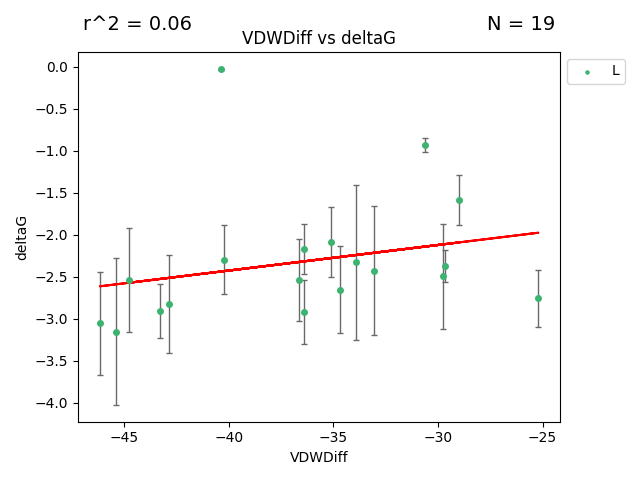 r^2 = 0.06
N = 19
VDWDiff vs deltaG
L
0.0
−0.5
−1.0
−1.5
−2.0
−2.5
−3.0
−3.5
−4.0
deltaG
−45
−40
−35
−30
−25
VDWDiff